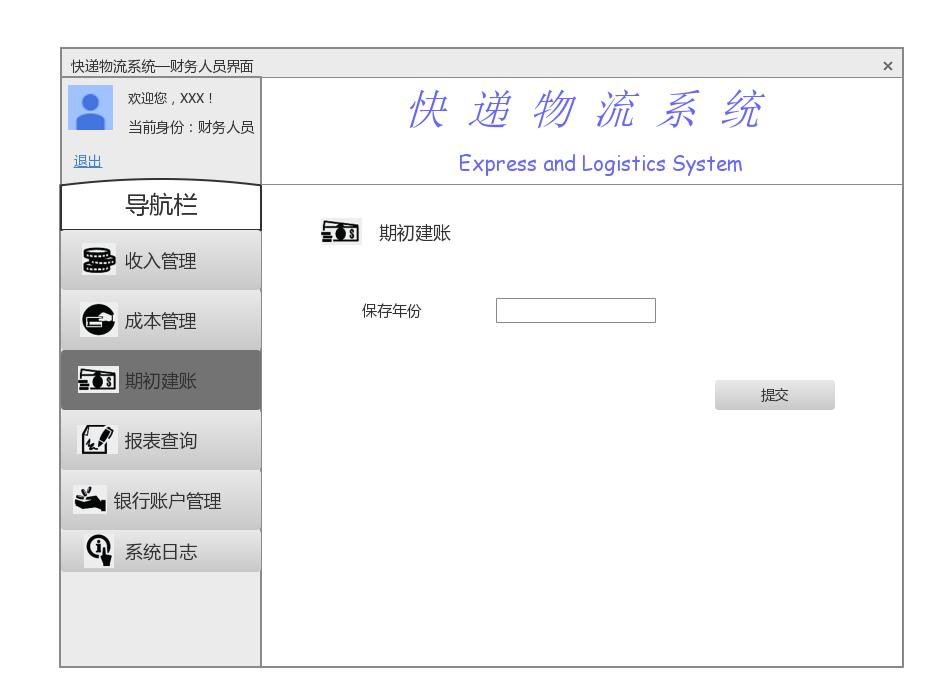 快递物流系统—财务人员界面
欢迎您，XXX！
当前身份：财务人员
退出
快递物流系统
Express and Logistics System
导航栏
收入管理
成本管理
期初建账
报表查询
银行账户管理
系统日志
期初建账
保存年份
提交